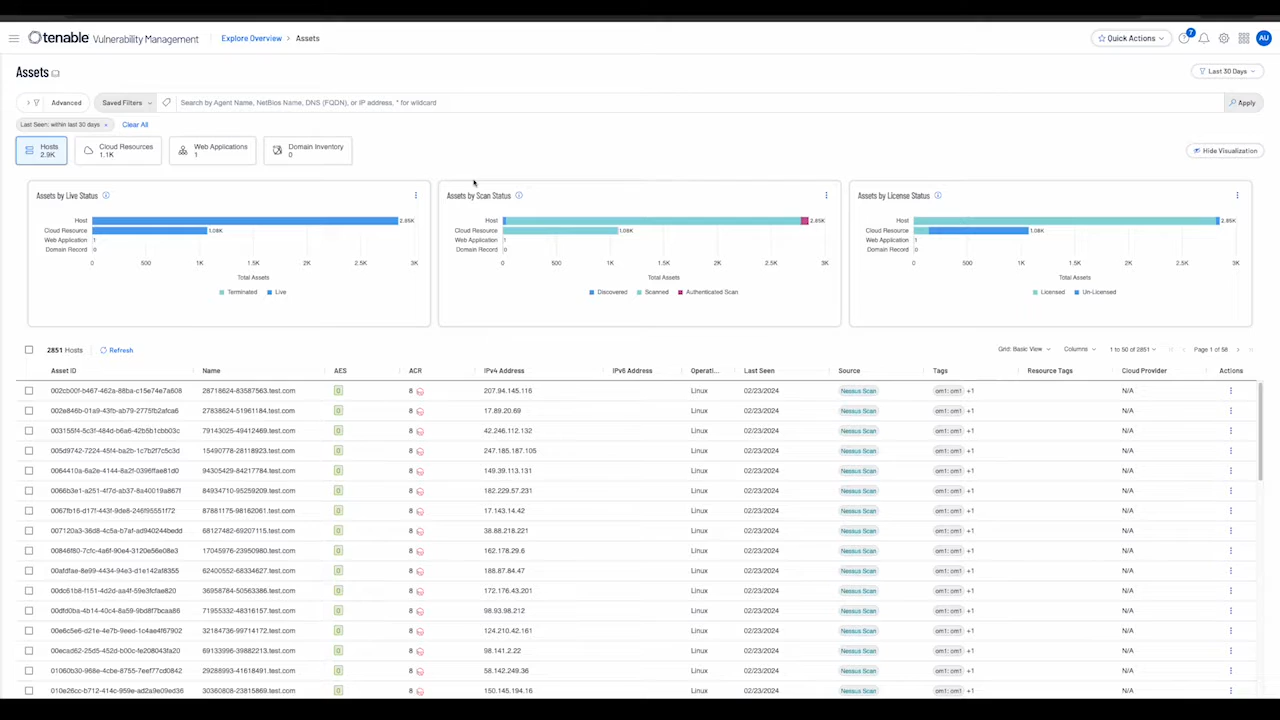 tenable Vulnerability Management Explore Overview > Assets Quick Actions 7 AU
Assets Last 30 Days
Advanced Saved Filters Search by Agent Name, NetBios Name, DNS (FQDN), or IP address, * for wildcard Apply
Last Seen: within last 30 days Clear All
Hosts 2.9K Cloud Resources 1.1K Web Applications 1 Domain Inventory 0 Hide Visualization
Assets by Live Status
Host 2.85K
Cloud Resource 1.08K
Web Application 1
Domain Record 0
0 500 1K 1.5K 2K 2.5K 3K
Total Assets
Terminated Live
Assets by Scan Status
Host 2.85K
Cloud Resource 1.08K
Web Application 1
Domain Record 0
0 500 1K 1.5K 2K 2.5K 3K
Total Assets
Discovered Scanned Authenticated Scan
Assets by License Status
Host 2.85K
Cloud Resource 1.08K
Web Application 1
Domain Record 0
0 500 1K 1.5K 2K 2.5K 3K
Total Assets
Licensed Un-Licensed
2851 Hosts Refresh Grid: Basic View Columns 1 to 50 of 2851 Page 1 of 58
Asset ID Name AES ACR IPv4 Address IPv6 Address Operati... Last Seen Source Tags Resource Tags Cloud Provider Actions
002cb00f-b467-462a-88ba-c15e74e7a608 28718624-83587563.test.com 0 8 207.94.145.116 Linux 02/23/2024 Nessus Scan om1: om1 +1 N/A
002e846b-01a9-43fb-ab79-2775fb2afca6 27838624-51961184.test.com 0 8 17.89.20.69 Linux 02/23/2024 Nessus Scan om1: om1 +1 N/A
003155f4-5c3f-484d-b6a6-42b5b1cbb03c 79143025-49412469.test.com 0 8 42.246.112.132 Linux 02/23/2024 Nessus Scan om1: om1 +1 N/A
005d9742-7224-45f4-ba2b-1c7b2f7c5c3d 15490778-28118923.test.com 0 8 247.185.187.105 Linux 02/23/2024 Nessus Scan om1: om1 +1 N/A
0064410a-6a2e-4144-8a2f-0396ffae81d0 94305429-84217784.test.com 0 8 149.39.113.131 Linux 02/23/2024 Nessus Scan om1: om1 +1 N/A
0066b3e1-a251-4f7d-ab37-8a40019a867f 84934710-95259209.test.com 0 8 182.229.57.231 Linux 02/23/2024 Nessus Scan om1: om1 +1 N/A
0067fb16-d17f-443f-9de8-246f95551f72 87881175-98162061.test.com 0 8 17.143.14.42 Linux 02/23/2024 Nessus Scan om1: om1 +1 N/A
007120a3-36d8-4c5a-b7af-ad940244bedd 68127482-69207115.test.com 0 8 38.88.218.221 Linux 02/23/2024 Nessus Scan om1: om1 +1 N/A
00846f80-7cfc-4a6f-90e4-3120e56e08e3 17045976-23950980.test.com 0 8 162.178.29.6 Linux 02/23/2024 Nessus Scan om1: om1 +1 N/A
00afdfae-8e99-4434-94e3-d1e142af8355 62400552-68334627.test.com 0 8 188.87.84.47 Linux 02/23/2024 Nessus Scan om1: om1 +1 N/A
00dc61b8-f151-4d2d-aa4f-59e3fcfae820 36958784-50563386.test.com 0 8 172.176.43.201 Linux 02/23/2024 Nessus Scan om1: om1 +1 N/A
00dfd0ba-4b14-40c4-8a59-9bd8f7bcaa86 71955332-48316157.test.com 0 8 98.93.98.212 Linux 02/23/2024 Nessus Scan om1: om1 +1 N/A
00e6c5e6-d21e-4e7b-9eed-1c4ae4f67902 32184736-99714172.test.com 0 8 124.210.42.161 Linux 02/23/2024 Nessus Scan om1: om1 +1 N/A
00ecad62-25d5-452d-b00c-fe208043fa20 69133996-39882213.test.com 0 8 98.141.2.22 Linux 02/23/2024 Nessus Scan om1: om1 +1 N/A
01060b30-968e-4cbe-8755-7eef77cd0842 29288993-41618491.test.com 0 8 58.142.249.36 Linux 02/23/2024 Nessus Scan om1: om1 +1 N/A
010e26cc-b712-414c-959e-ad2a9e09ed36 30360808-23815869.test.com 0 8 150.145.194.16 Linux 02/23/2024 Nessus Scan om1: om1 +1 N/A